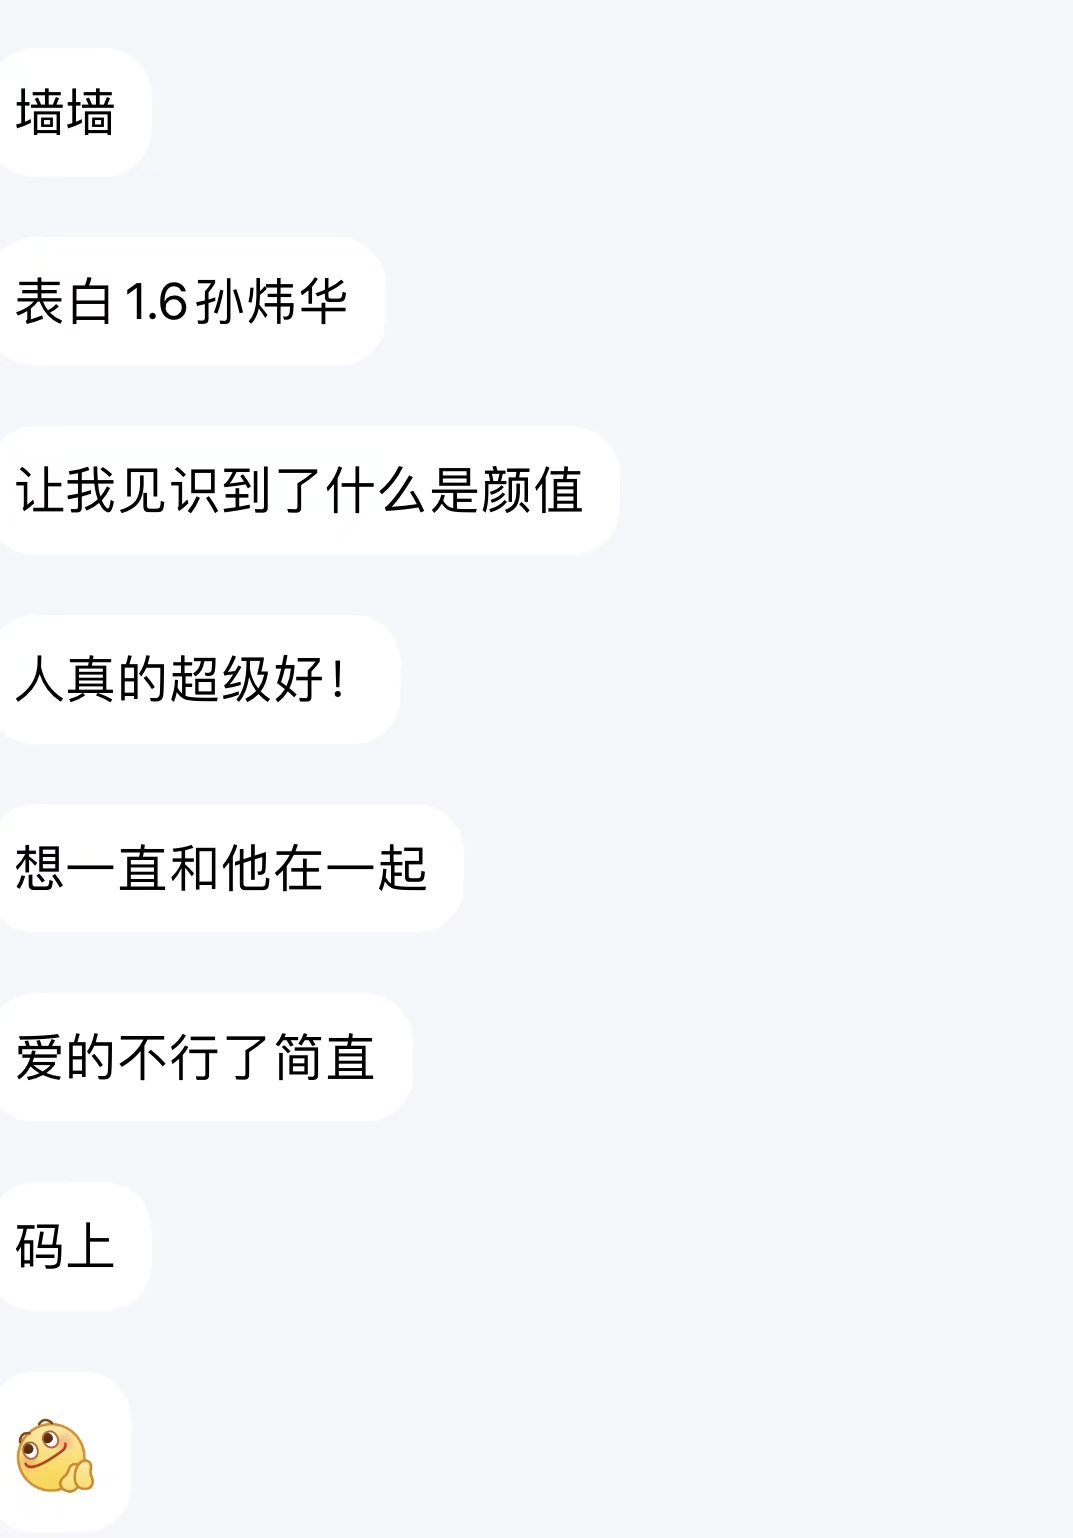 墙墙
表白1.6孙炜华
让我见识到了什么是颜值
人真的超级好！
想一直和他在一起
爱的不行了简直
码上